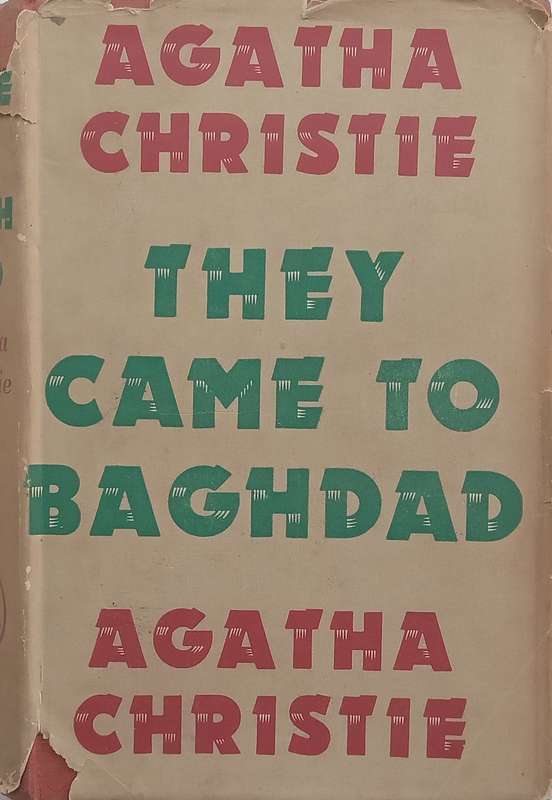 AGATHA
CHRISTIE
THEY
CAME TO
BAGHDAD
AGATHA
CHRISTIE